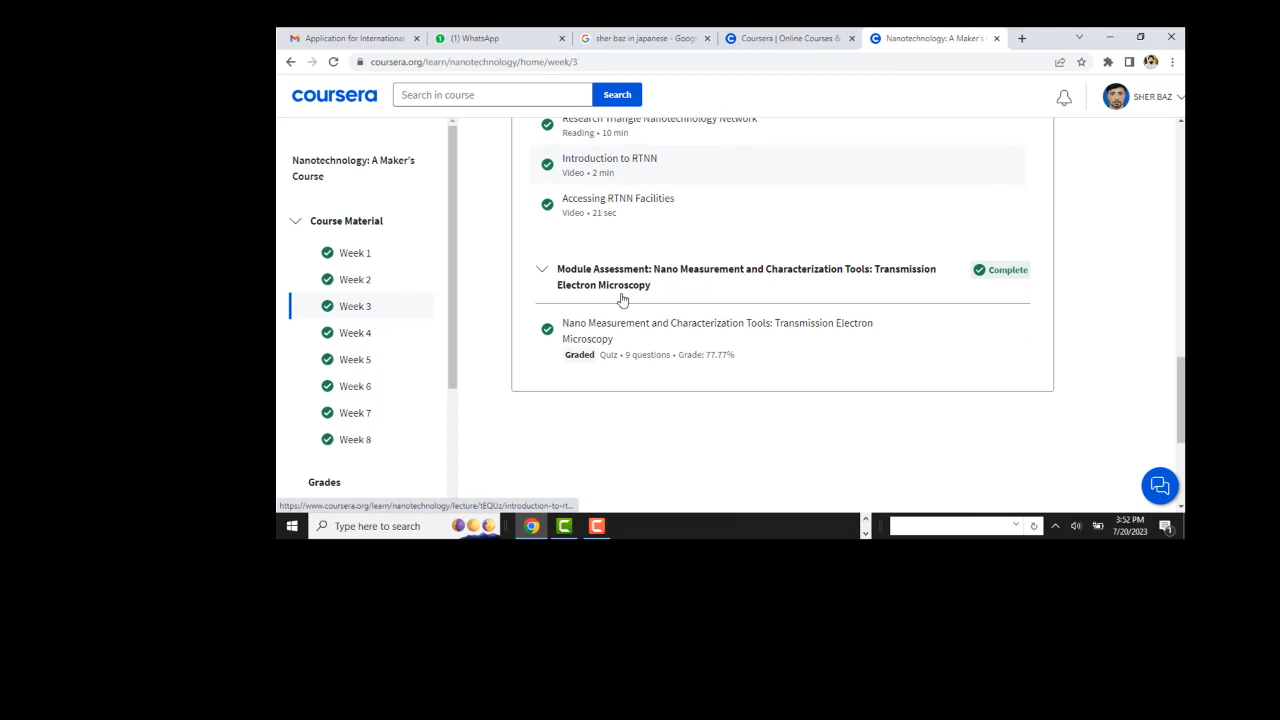 Application for International
(1) WhatsApp
sher baz in japanese - Googl
Coursera | Online Courses &
Nanotechnology: A Maker's
coursera.org/learn/nanotechnology/home/week/3
coursera
Search in course
Search
SHER BAZ
Nanotechnology: A Maker's
Course
Course Material
Week 1
Week 2
Week 3
Week 4
Week 5
Week 6
Week 7
Week 8
Grades
Research Triangle Nanotechnology Network
Reading • 10 min
Introduction to RTNN
Video • 2 min
Accessing RTNN Facilities
Video • 21 sec
Module Assessment: Nano Measurement and Characterization Tools: Transmission
Electron Microscopy
Complete
Nano Measurement and Characterization Tools: Transmission Electron
Microscopy
Graded Quiz • 9 questions • Grade: 77.77%
https://www.coursera.org/learn/nanotechnology/lecture/tEQUz/introduction-to-rt...
Type here to search
3:52 PM
7/20/2023
1